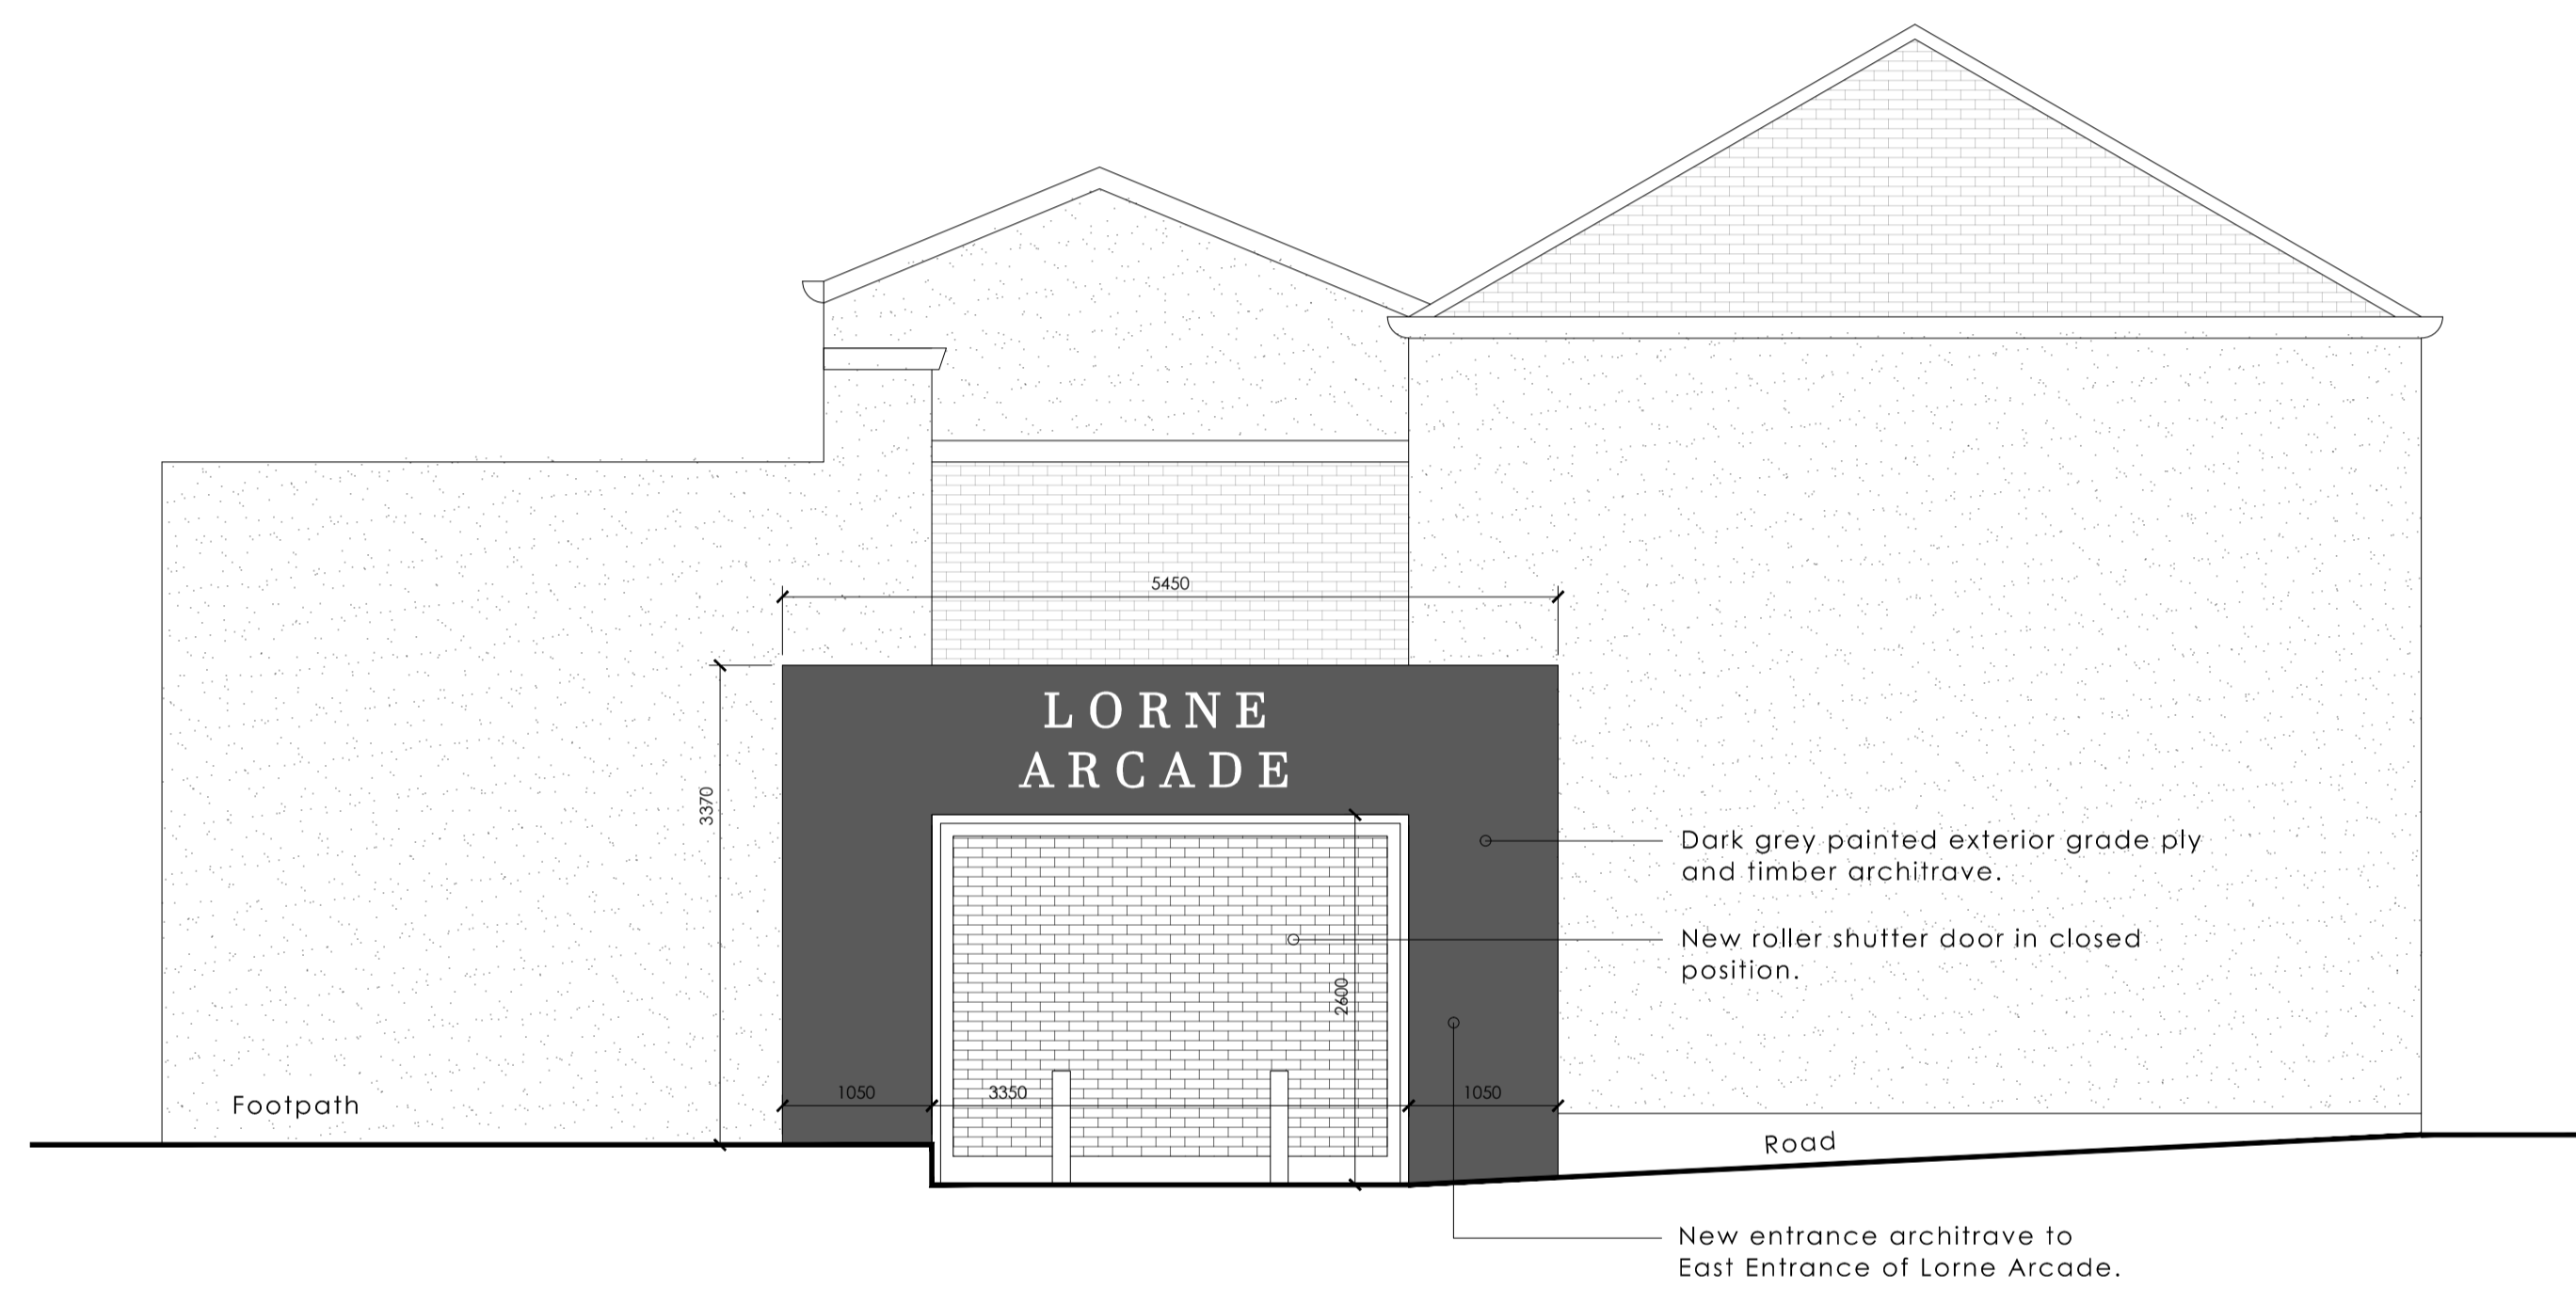 5450
LORNE
ARCADE
3370
Dark grey painted exterior grade ply
and timber architrave.
New roller shutter door in closed
position.
2600
1050
3350
1050
Footpath
Road
New entrance architrave to
East Entrance of Lorne Arcade.